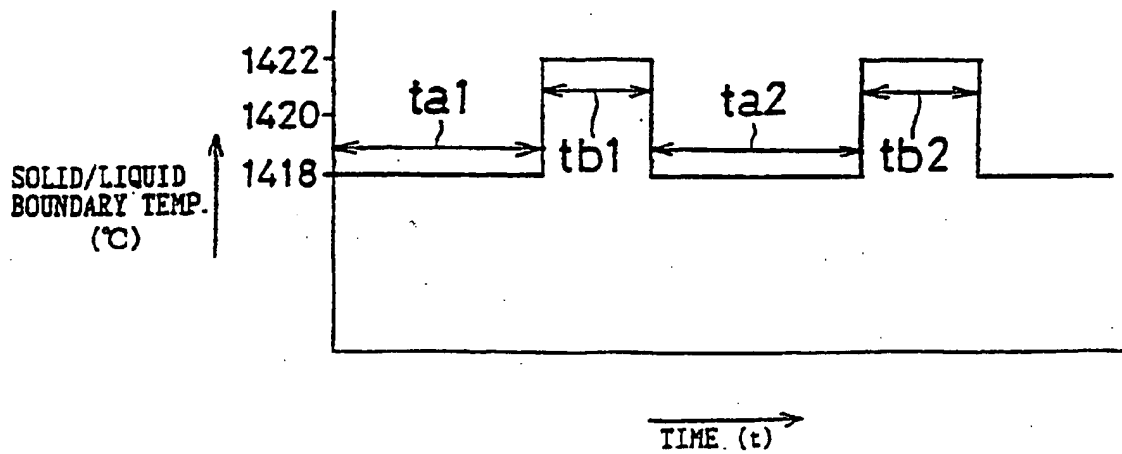 1422
1420
1418
ta1
tb1
ta2
tb2
SOLID/LIQUID
BOUNDARY TEMP.
(℃)
TIME.(t)